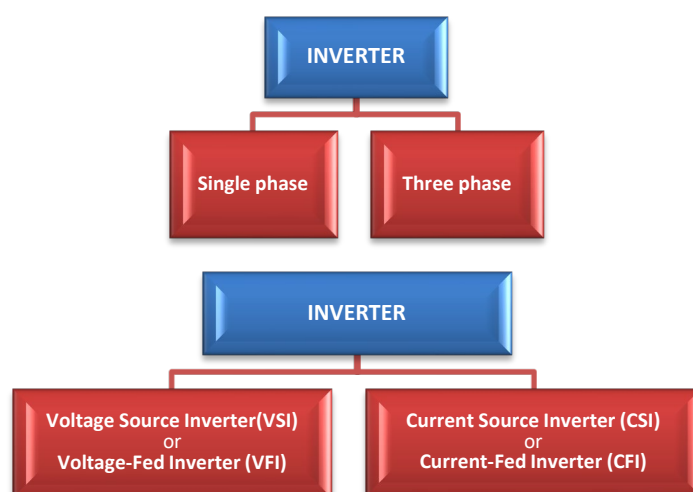 INVERTER
Single phase
Three phase
INVERTER
Voltage Source Inverter(VSI)
or
Voltage-Fed Inverter (VFI)
Current Source Inverter (CSI)
or
Current-Fed Inverter (CFI)